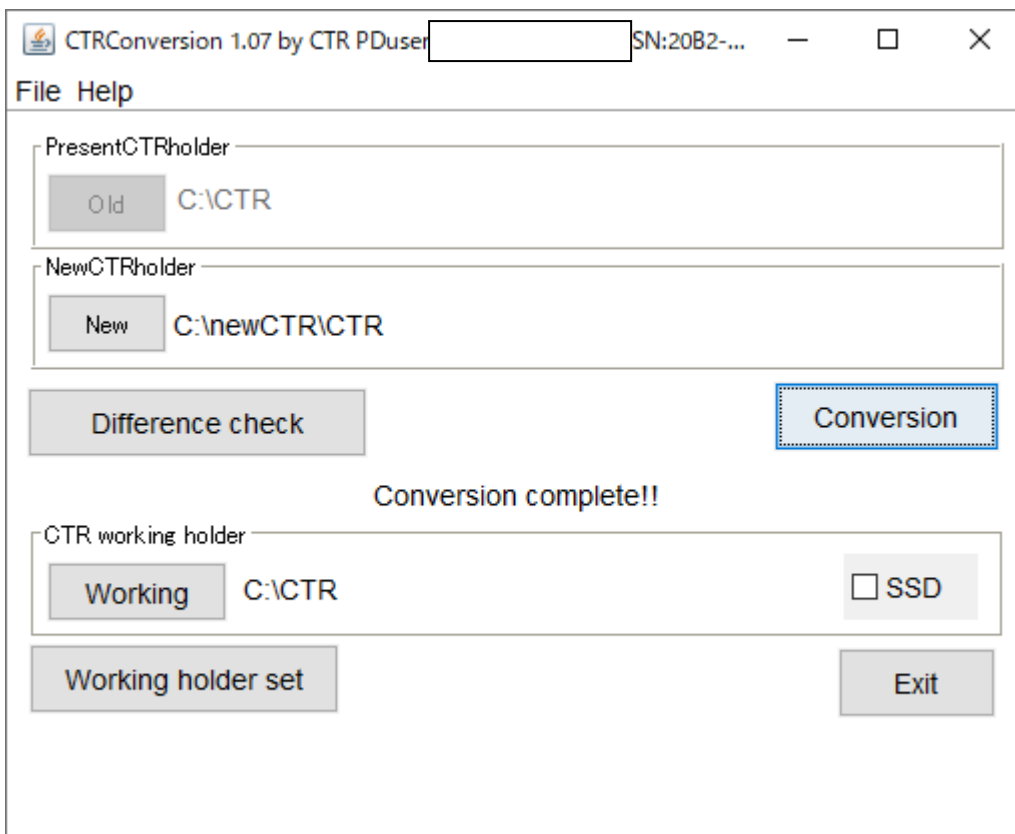 CTRConversion 1.07 by CTR PDuser SN:20B2-...
File Help
PresentCTRholder
Old C:\CTR
NewCTRholder
New C:\newCTR\CTR
Difference check Conversion
Conversion complete!!
CTR working holder
Working C:\CTR SSD
Working holder set Exit